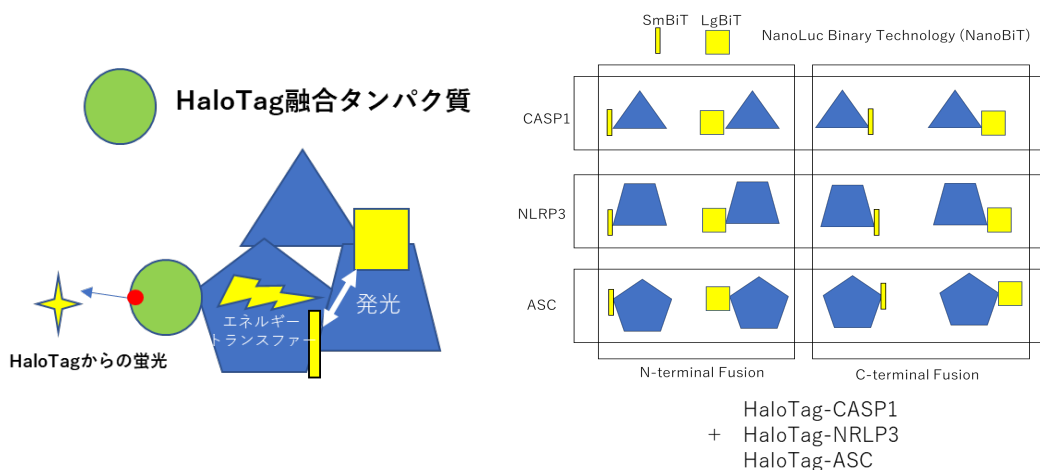 HaloTag融合タンパク質
エネルギー
トランスファー
発光
HaloTagからの蛍光
SmBiT LgBiT
NanoLuc Binary Technology (NanoBiT)
CASP1
NLRP3
ASC
N-terminal Fusion
C-terminal Fusion
HaloTag-CASP1
+ HaloTag-NRLP3
HaloTag-ASC